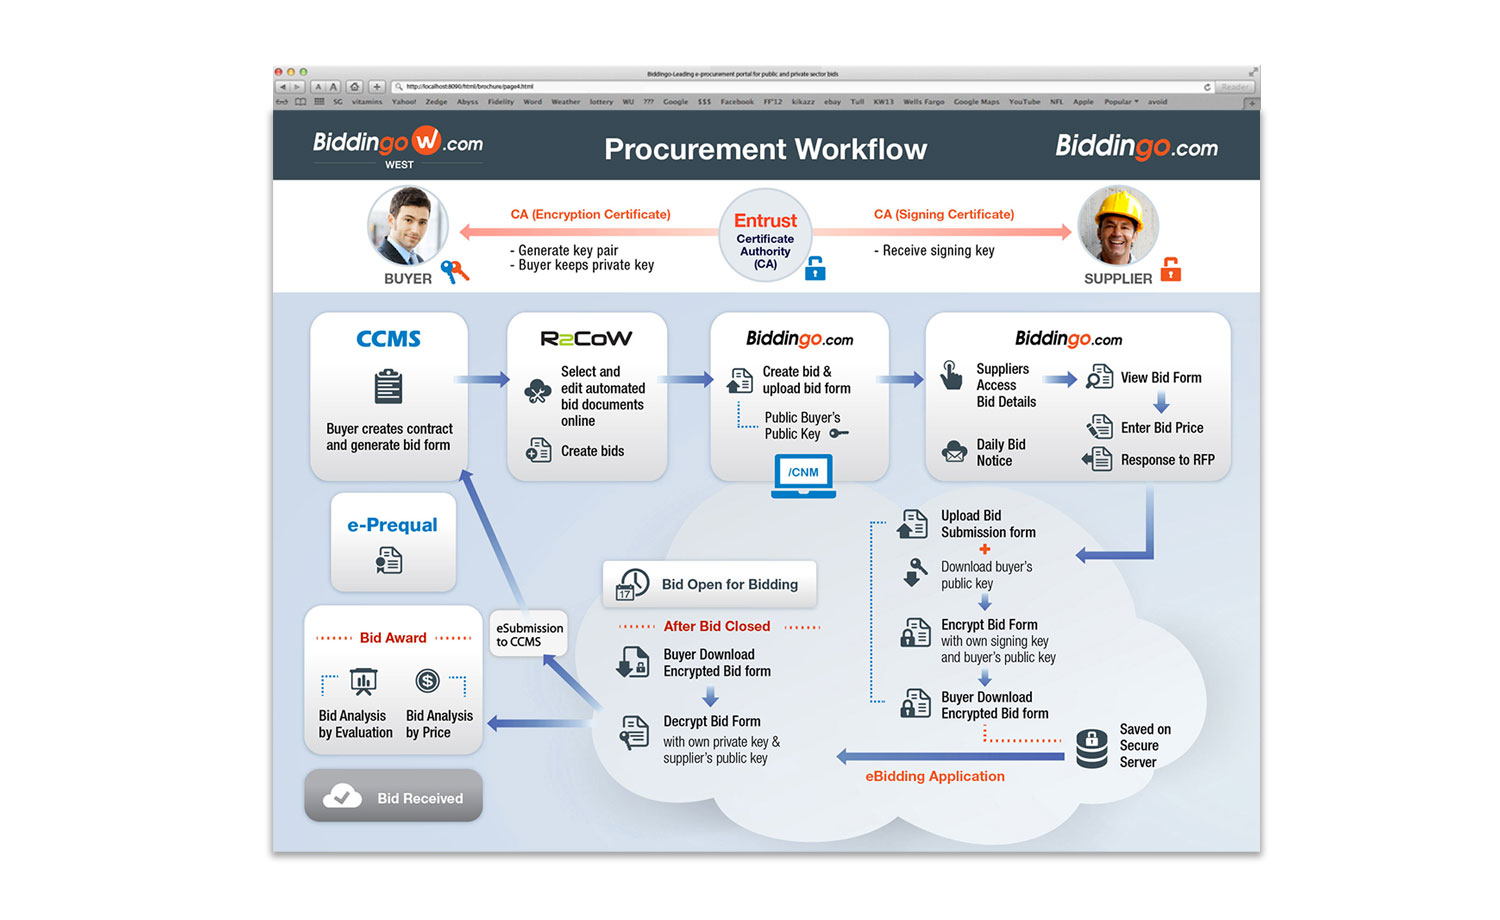 Biddingo-Leading e-procurement portal for public and private sector bids
A A
http://localhost:8090/html/brochure/page4.html
Reader
SG vitamins Yahoo! Zedge Abyss Fidelity Word Weather lottery WU ??? Google $$$ Facebook FF'12 kikazz ebay Tull KW13 Wells Fargo Google Maps YouTube NFL Apple Popular avoid
Biddingo W.com
WEST
Procurement Workflow
Biddingo.com
BUYER
CA (Encryption Certificate)
- Generate key pair
- Buyer keeps private key
Entrust
Certificate
Authority
(CA)
CA (Signing Certificate)
- Receive signing key
SUPPLIER
CCMS
Buyer creates contract
and generate bid form
R2CoW
Select and
edit automated
bid documents
online
Create bids
Biddingo.com
Create bid &
upload bid form
Public Buyer's
Public Key
/CNM
Biddingo.com
Suppliers
Access
Bid Details
Daily Bid
Notice
View Bid Form
Enter Bid Price
Response to RFP
Upload Bid
Submission form
+
Download buyer's
public key
Encrypt Bid Form
with own signing key
and buyer's public key
Buyer Download
Encrypted Bid form
Saved on
Secure
Server
eBidding Application
17
Bid Open for Bidding
After Bid Closed
Buyer Download
Encrypted Bid form
Decrypt Bid Form
with own private key &
supplier's public key
eSubmission
to CCMS
e-Prequal
Bid Award
Bid Analysis
by Evaluation
$
Bid Analysis
by Price
Bid Received